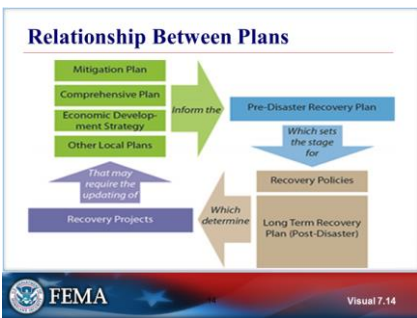 Relationship Between Plans
Mitigation Plan
Comprehensive Plan
Economic Develop-
ment Strategy
Other Local Plans
Inform the
Pre-Disaster Recovery Plan
Which sets
the stage
for
Recovery Policies
Long Term Recovery
Plan (Post-Disaster)
Which
determine
Recovery Projects
That may
require the
updating of
FEMA
Visual 7.14